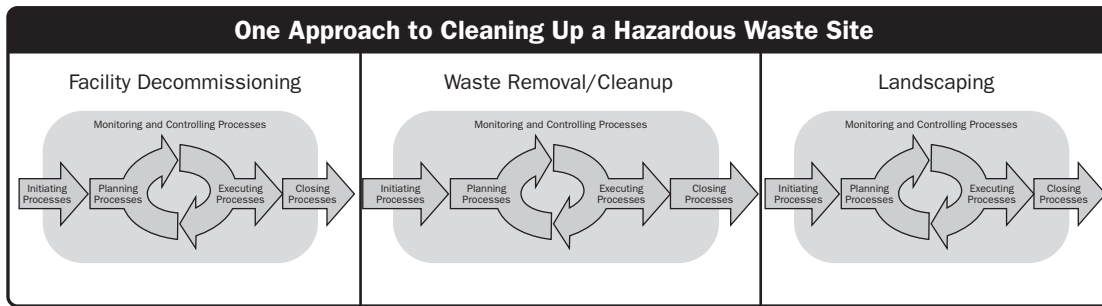 One Approach to Cleaning Up a Hazardous Waste Site
Facility Decommissioning
Monitoring and Controlling Processes
Initiating
Processes
Planning
Processes
Executing
Processes
Closing
Processes
Waste Removal/Cleanup
Monitoring and Controlling Processes
Initiating
Processes
Planning
Processes
Executing
Processes
Closing
Processes
Landscaping
Monitoring and Controlling Processes
Initiating
Processes
Planning
Processes
Executing
Processes
Closing
Processes